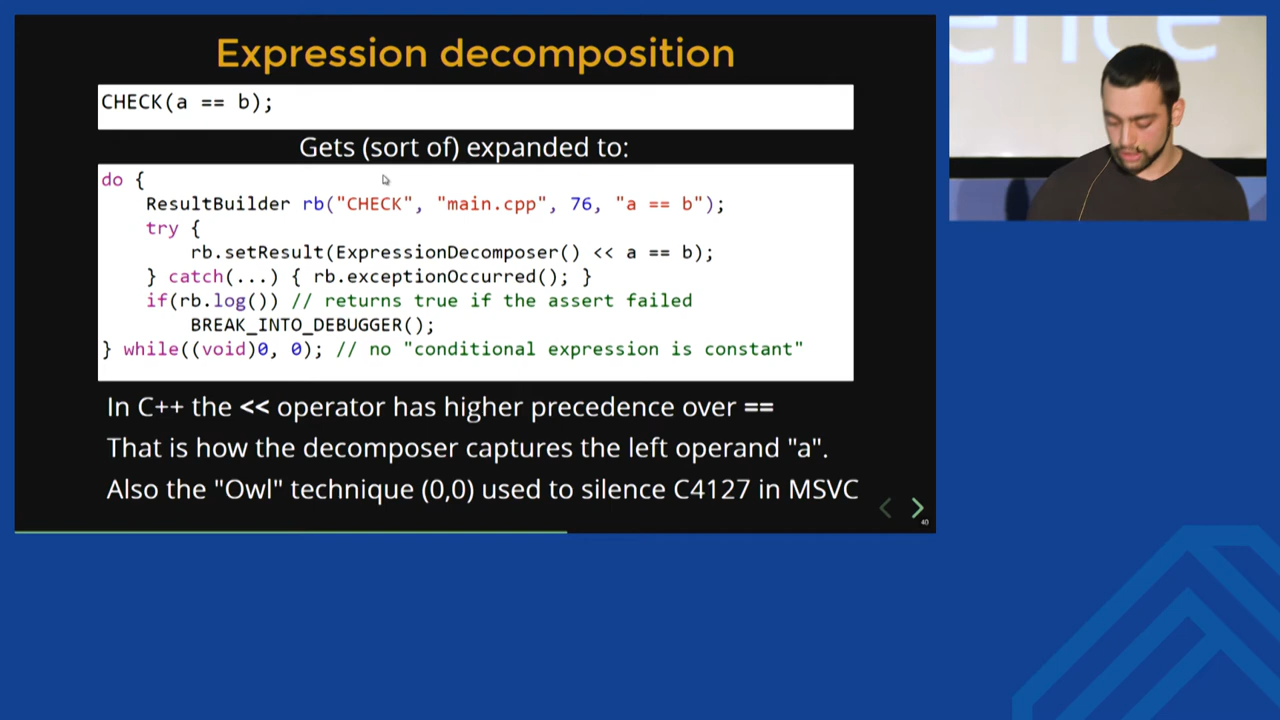 Expression decomposition
CHECK(a == b);
Gets (sort of) expanded to:
do {
    ResultBuilder rb("CHECK", "main.cpp", 76, "a == b");
    try {
        rb.setResult(ExpressionDecomposer() << a == b);
    } catch(...) { rb.exceptionOccurred(); }
    if(rb.log()) // returns true if the assert failed
        BREAK_INTO_DEBUGGER();
} while((void)0, 0); // no "conditional expression is constant"
In C++ the << operator has higher precedence over ==
That is how the decomposer captures the left operand "a".
Also the "Owl" technique (0,0) used to silence C4127 in MSVC
40
ence